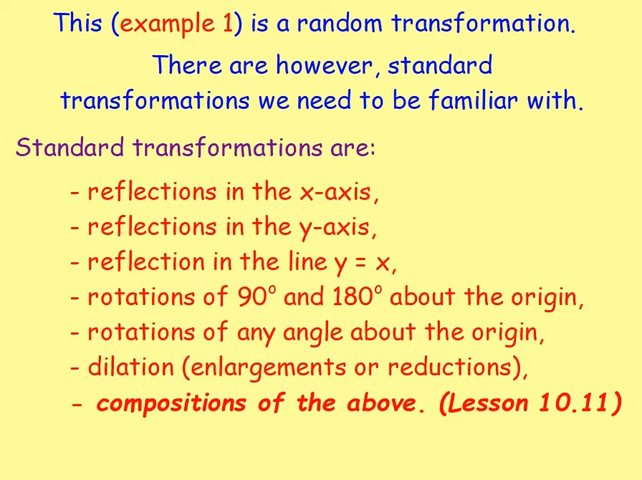 This (example 1) is a random transformation.
There are however, standard
transformations we need to be familiar with.
Standard transformations are:
- reflections in the x-axis,
- reflections in the y-axis,
- reflection in the line y = x,
- rotations of 90° and 180° about the origin,
- rotations of any angle about the origin,
- dilation (enlargements or reductions),
- compositions of the above. (Lesson 10.11)